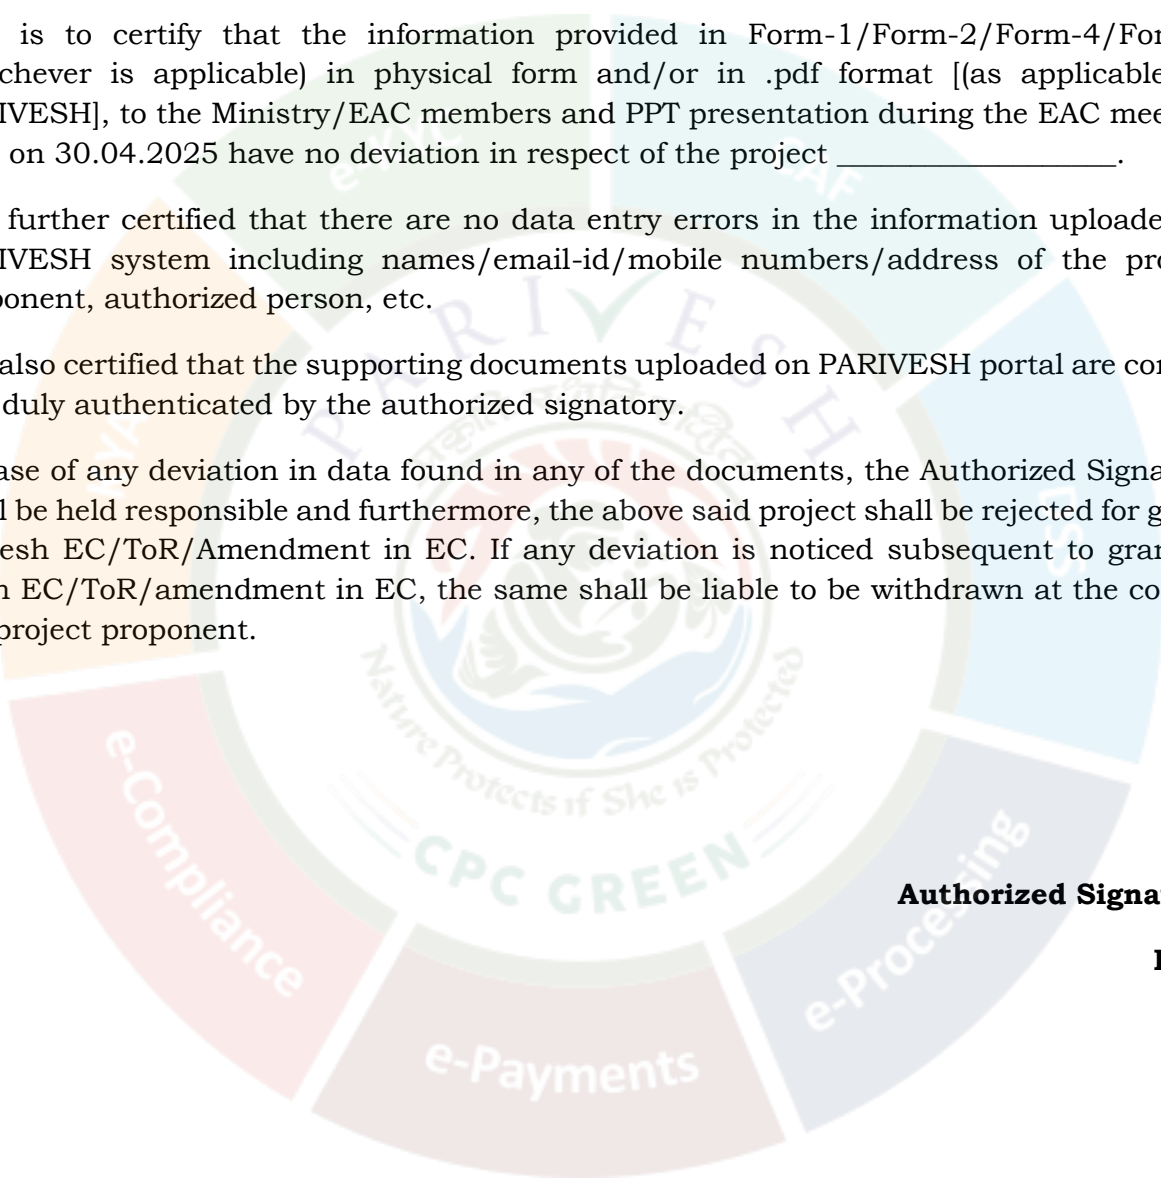 is to certify that the information provided in Form-1/Form-2/Form-4/For
chever is applicable) in physical form and/or in .pdf format [(as applicable
IVESH], to the Ministry/EAC members and PPT presentation during the EAC mee
on 30.04.2025 have no deviation in respect of the project ___________________.
further certified that there are no data entry errors in the information uploade
IVESH system including names/email-id/mobile numbers/address of the pro
onent, authorized person, etc.
also certified that the supporting documents uploaded on PARIVESH portal are cor
duly authenticated by the authorized signatory.
ase of any deviation in data found in any of the documents, the Authorized Signa
l be held responsible and furthermore, the above said project shall be rejected for g
esh EC/ToR/Amendment in EC. If any deviation is noticed subsequent to gran
n EC/ToR/amendment in EC, the same shall be liable to be withdrawn at the co
project proponent.
Authorized Signa
e-KYC
CAF
PARIVESH
DSS
Nature Protects if She is Protected
CPC GREEN
e-Compliance
e-Payments
e-Processing